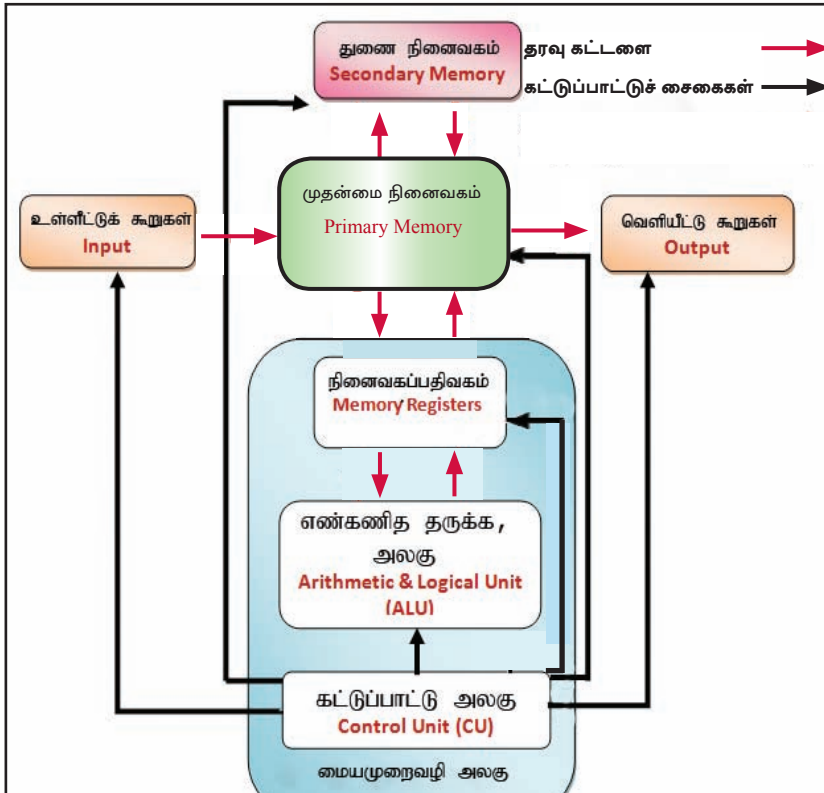 துணை நினைவகம்
Secondary Memory
தரவு கட்டளை
கட்டுப்பாட்டுச் சைகைகள்
முதன்மை நினைவகம்
Primary Memory
உள்ளீட்டுக் கூறுகள்
Input
வெளியீட்டு கூறுகள்
Output
நினைவகப்பதிவகம்
Memory Registers
எண்கணித தருக்க,
அலகு
Arithmetic & Logical Unit
(ALU)
கட்டுப்பாட்டு அலகு
Control Unit (CU)
மையமுறைவழி அலகு